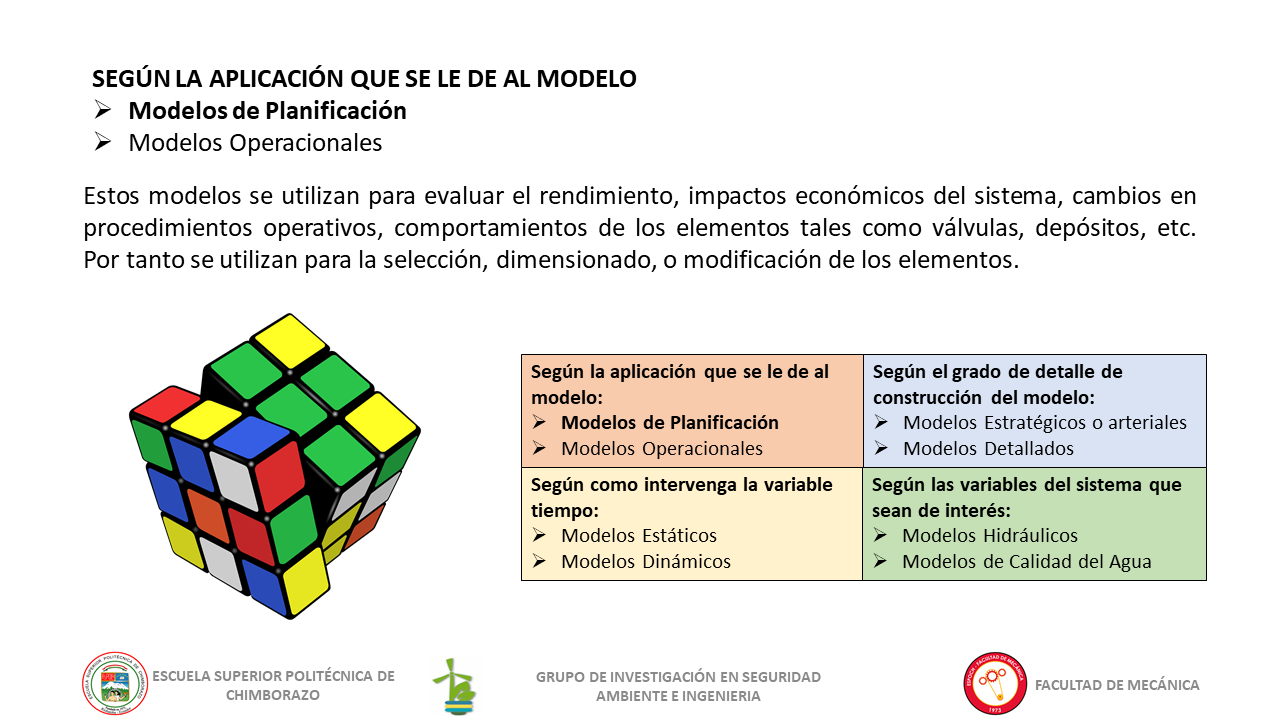 SEGÚN LA APLICACIÓN QUE SE LE DE AL MODELO
➢ Modelos de Planificación
➢ Modelos Operacionales
Estos modelos se utilizan para evaluar el rendimiento, impactos económicos del sistema, cambios en
procedimientos operativos, comportamientos de los elementos tales como válvulas, depósitos, etc.
Por tanto se utilizan para la selección, dimensionado, o modificación de los elementos.
Según la aplicación que se le de al
modelo:
➢ Modelos de Planificación
➢ Modelos Operacionales
Según el grado de detalle de
construcción del modelo:
➢ Modelos Estratégicos o arteriales
➢ Modelos Detallados
Según como intervenga la variable
tiempo:
➢ Modelos Estáticos
➢ Modelos Dinámicos
Según las variables del sistema que
sean de interés:
➢ Modelos Hidráulicos
➢ Modelos de Calidad del Agua
ESCUELA SUPERIOR POLITÉCNICA DE
CHIMBORAZO
GRUPO DE INVESTIGACIÓN EN SEGURIDAD
AMBIENTE E INGENIERIA
ESPOCH - FACULTAD DE MECÁNICA
1973
FACULTAD DE MECÁNICA